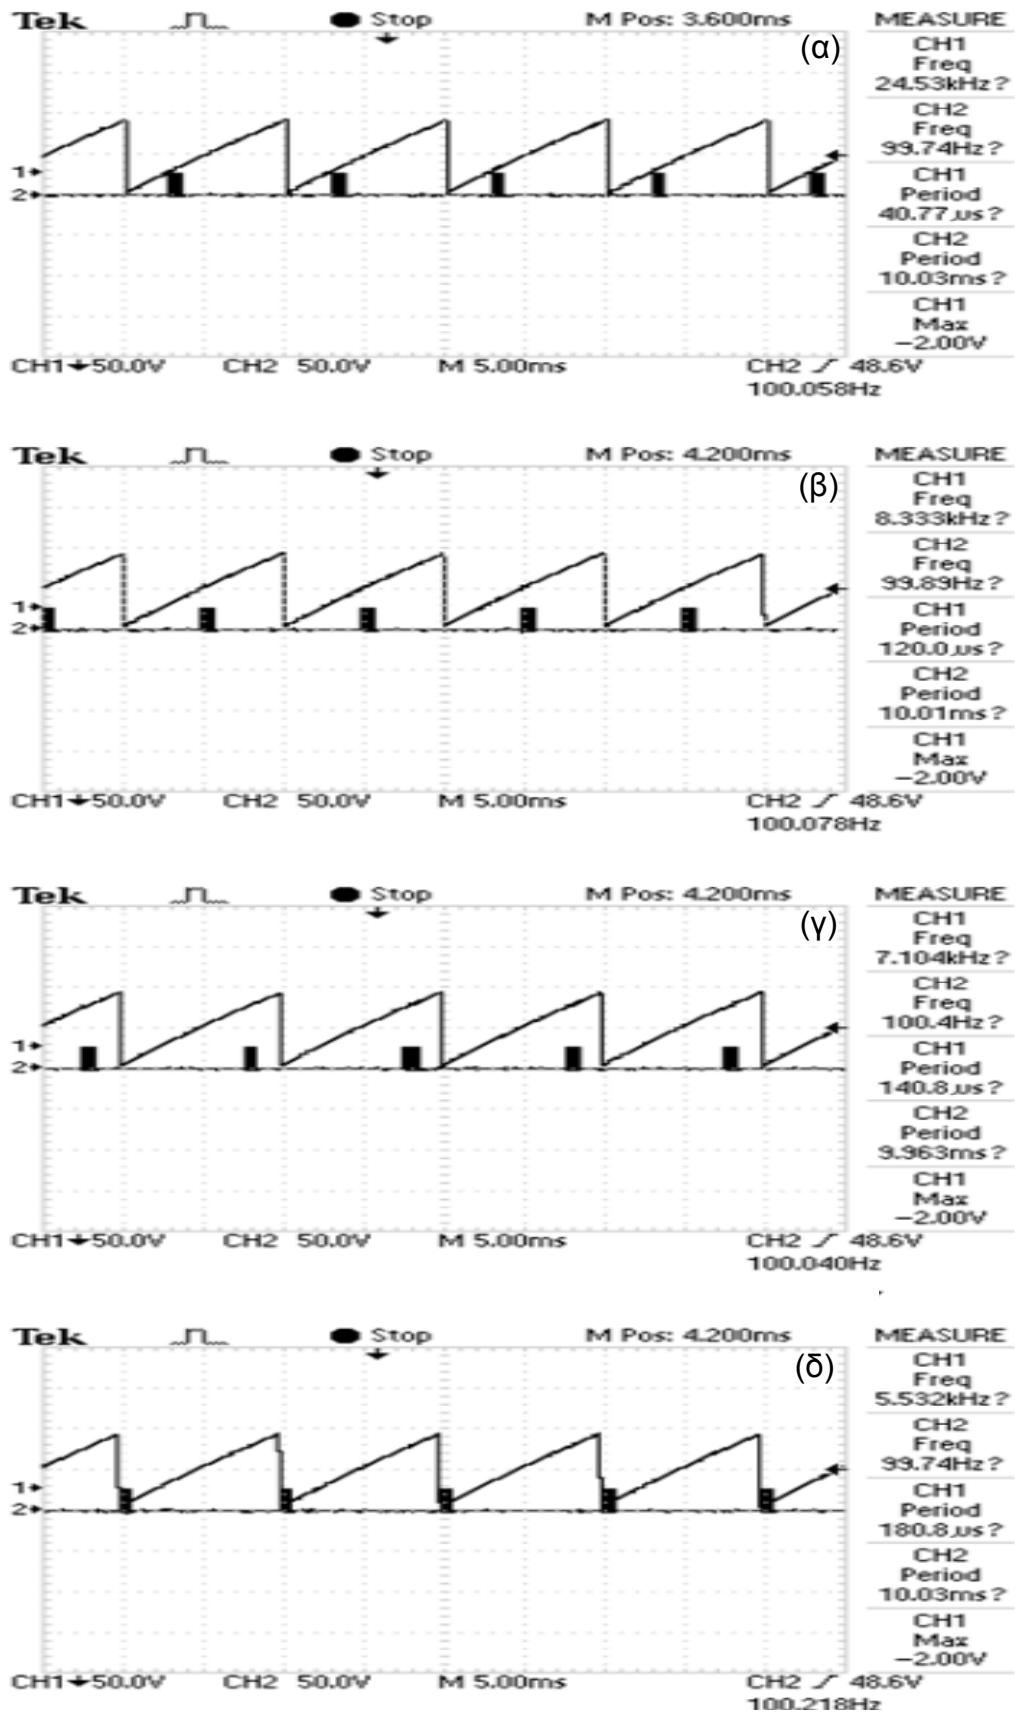 Tek Stop M Pos: 3.600ms MEASURE
(α)
CH1
Freq
24.53kHz?
CH2
Freq
99.74Hz?
1
CH1
2
Period
40.77µs?
CH2
Period
10.03ms?
CH1
Max
-2.00V
CH1 50.0V CH2 50.0V M 5.00ms CH2 48.6V
100.058Hz
Tek Stop M Pos: 4.200ms MEASURE
(β)
CH1
Freq
8.333kHz?
CH2
Freq
99.89Hz?
1
CH1
2
Period
120.0µs?
CH2
Period
10.01ms?
CH1
Max
-2.00V
CH1 50.0V CH2 50.0V M 5.00ms CH2 48.6V
100.078Hz
Tek Stop M Pos: 4.200ms MEASURE
(γ)
CH1
Freq
7.104kHz?
CH2
Freq
100.4Hz?
1
CH1
2
Period
140.8µs?
CH2
Period
9.963ms?
CH1
Max
-2.00V
CH1 50.0V CH2 50.0V M 5.00ms CH2 48.6V
100.040Hz
Tek Stop M Pos: 4.200ms MEASURE
(δ)
CH1
Freq
5.532kHz?
CH2
Freq
99.74Hz?
1
CH1
2
Period
180.8µs?
CH2
Period
10.03ms?
CH1
Max
-2.00V
CH1 50.0V CH2 50.0V M 5.00ms CH2 48.6V
100.218Hz